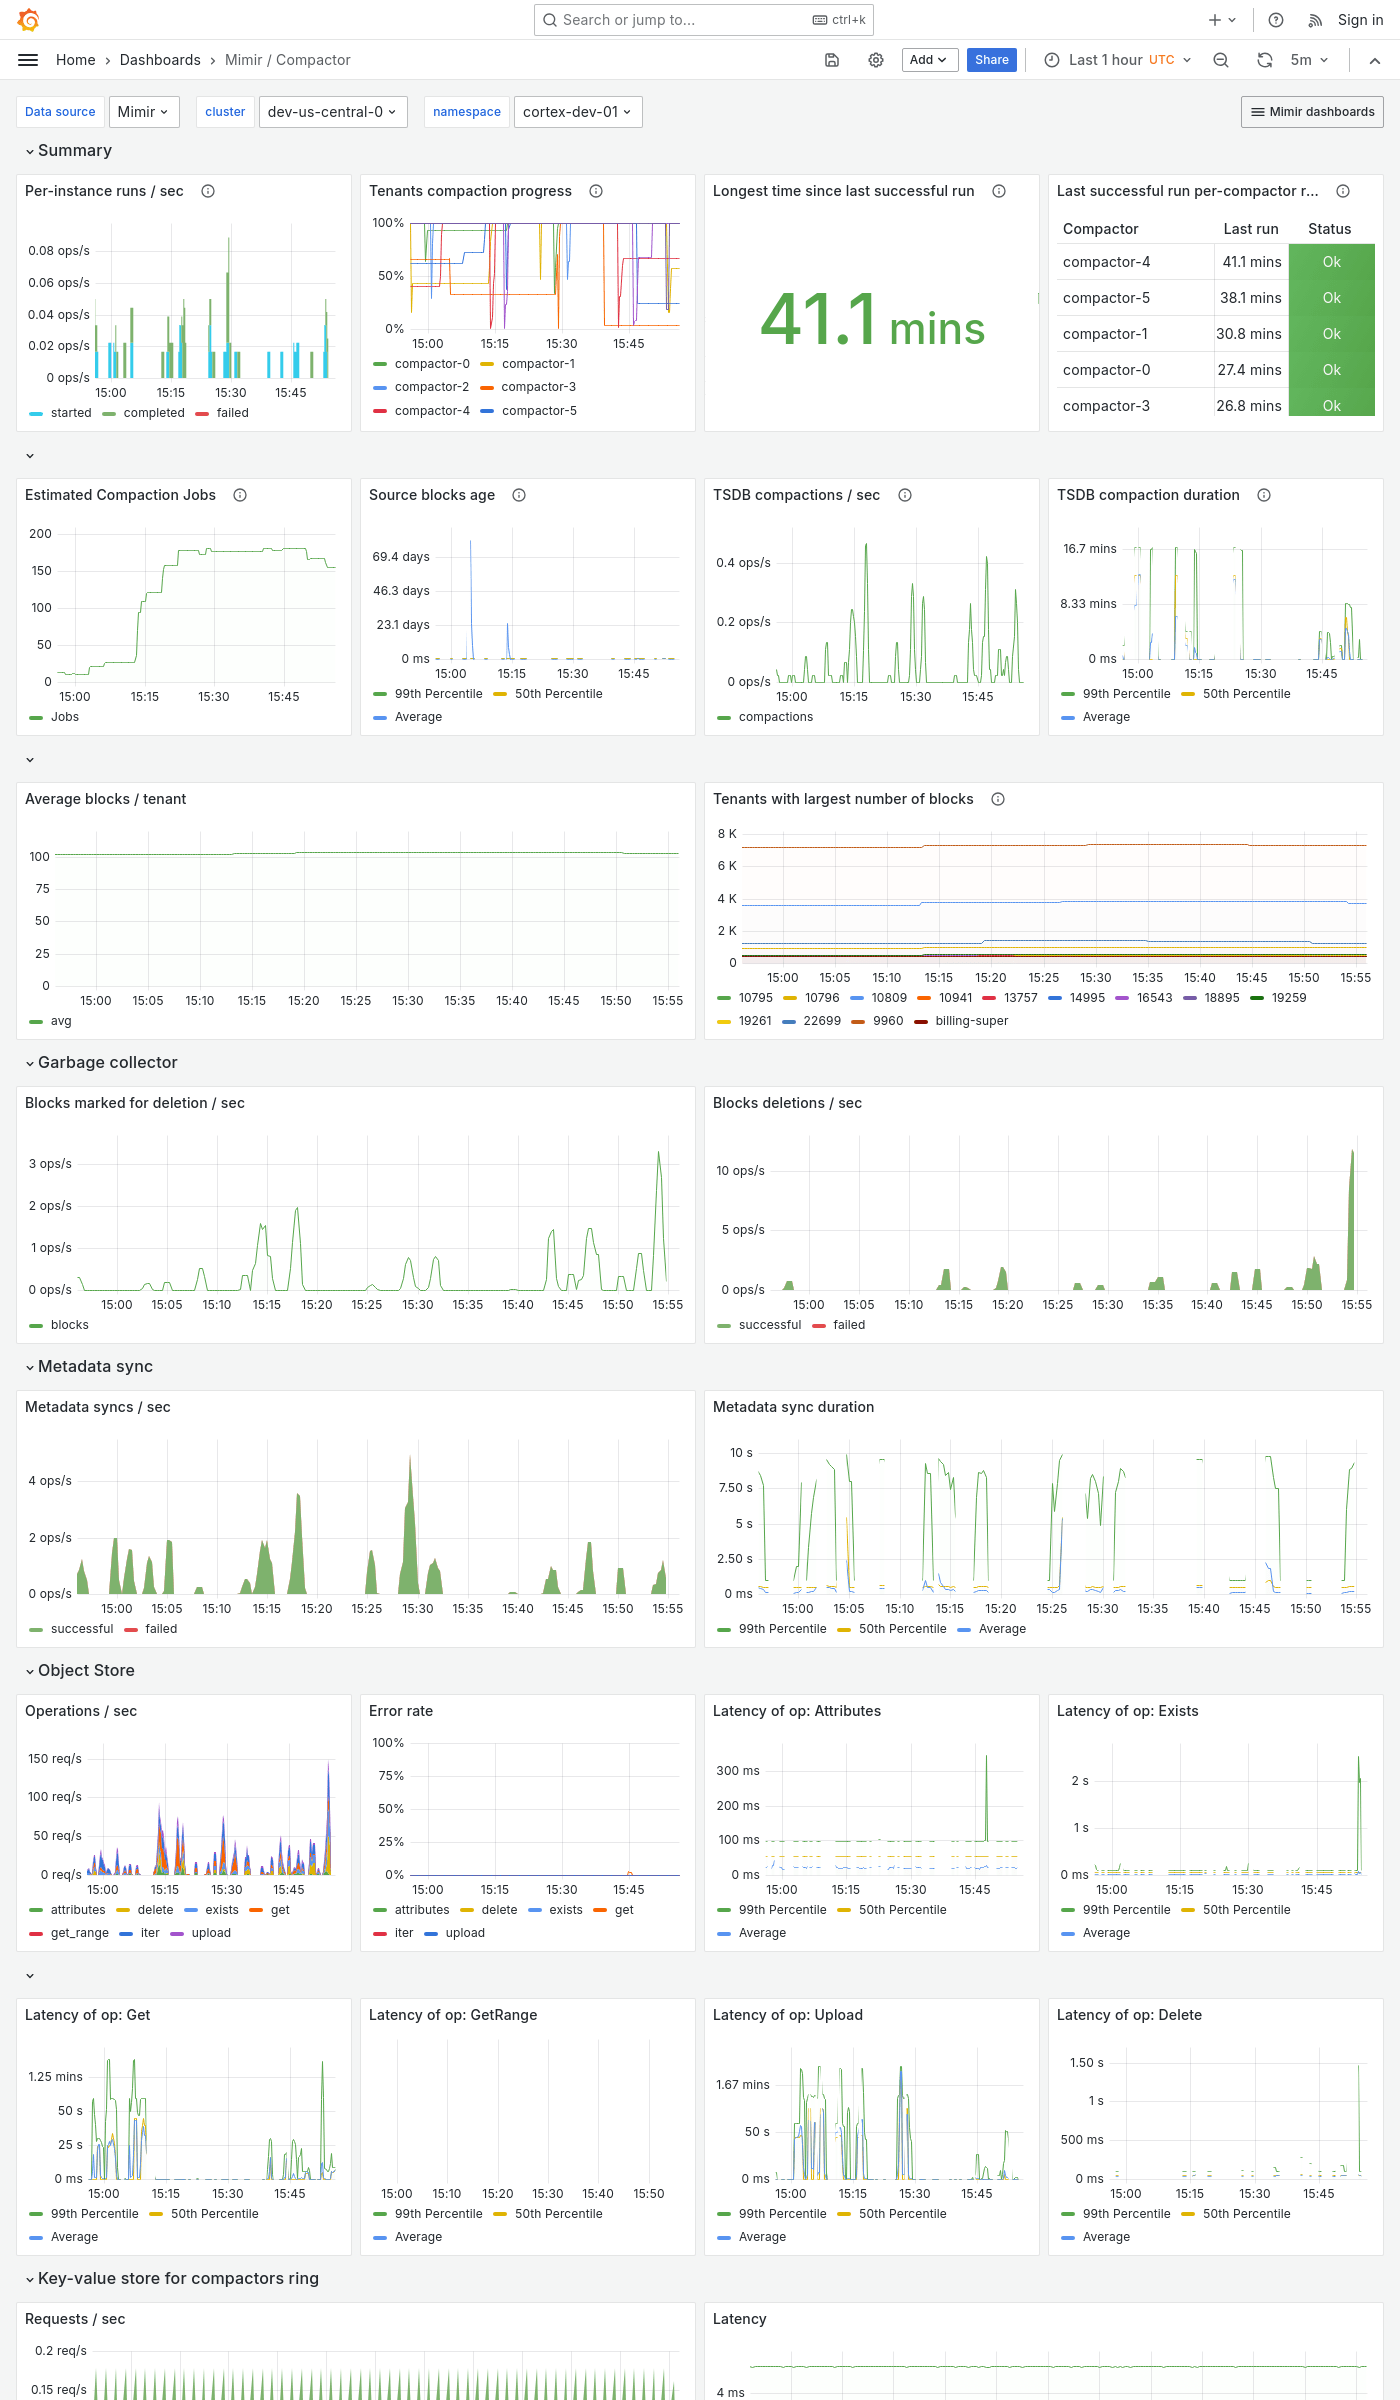 Search or jump to...
ctrl+k
Sign in
Home
Dashboards
Mimir / Compactor
Add
Share
Last 1 hour UTC
5m
Data source
Mimir
cluster
dev-us-central-0
namespace
cortex-dev-01
Mimir dashboards
Summary
Per-instance runs / sec
0.08 ops/s
0.06 ops/s
0.04 ops/s
0.02 ops/s
0 ops/s
15:00 15:15 15:30 15:45
started completed failed
Tenants compaction progress
100%
50%
0%
15:00 15:15 15:30 15:45
compactor-0 compactor-1
compactor-2 compactor-3
compactor-4 compactor-5
Longest time since last successful run
41.1 mins
Last successful run per-compactor r...
Compactor Last run Status
compactor-4 41.1 mins Ok
compactor-5 38.1 mins Ok
compactor-1 30.8 mins Ok
compactor-0 27.4 mins Ok
compactor-3 26.8 mins Ok
Estimated Compaction Jobs
200
150
100
50
0
15:00 15:15 15:30 15:45
Jobs
Source blocks age
69.4 days
46.3 days
23.1 days
0 ms
15:00 15:15 15:30 15:45
99th Percentile 50th Percentile
Average
TSDB compactions / sec
0.4 ops/s
0.2 ops/s
0 ops/s
15:00 15:15 15:30 15:45
compactions
TSDB compaction duration
16.7 mins
8.33 mins
0 ms
15:00 15:15 15:30 15:45
99th Percentile 50th Percentile
Average
Average blocks / tenant
100
75
50
25
0
15:00 15:05 15:10 15:15 15:20 15:25 15:30 15:35 15:40 15:45 15:50 15:55
avg
Tenants with largest number of blocks
8 K
6 K
4 K
2 K
0
15:00 15:05 15:10 15:15 15:20 15:25 15:30 15:35 15:40 15:45 15:50 15:55
10795 10796 10809 10941 13757 14995 16543 18895 19259
19261 22699 9960 billing-super
Garbage collector
Blocks marked for deletion / sec
3 ops/s
2 ops/s
1 ops/s
0 ops/s
15:00 15:05 15:10 15:15 15:20 15:25 15:30 15:35 15:40 15:45 15:50 15:55
blocks
Blocks deletions / sec
10 ops/s
5 ops/s
0 ops/s
15:00 15:05 15:10 15:15 15:20 15:25 15:30 15:35 15:40 15:45 15:50 15:55
successful failed
Metadata sync
Metadata syncs / sec
4 ops/s
2 ops/s
0 ops/s
15:00 15:05 15:10 15:15 15:20 15:25 15:30 15:35 15:40 15:45 15:50 15:55
successful failed
Metadata sync duration
10 s
7.50 s
5 s
2.50 s
0 ms
15:00 15:05 15:10 15:15 15:20 15:25 15:30 15:35 15:40 15:45 15:50 15:55
99th Percentile 50th Percentile Average
Object Store
Operations / sec
150 req/s
100 req/s
50 req/s
0 req/s
15:00 15:15 15:30 15:45
attributes delete exists get
get_range iter upload
Error rate
100%
75%
50%
25%
0%
15:00 15:15 15:30 15:45
attributes delete exists get
iter upload
Latency of op: Attributes
300 ms
200 ms
100 ms
0 ms
15:00 15:15 15:30 15:45
99th Percentile 50th Percentile
Average
Latency of op: Exists
2 s
1 s
0 ms
15:00 15:15 15:30 15:45
99th Percentile 50th Percentile
Average
Latency of op: Get
1.25 mins
50 s
25 s
0 ms
15:00 15:15 15:30 15:45
99th Percentile 50th Percentile
Average
Latency of op: GetRange
15:00 15:10 15:20 15:30 15:40 15:50
99th Percentile 50th Percentile
Average
Latency of op: Upload
1.67 mins
50 s
0 ms
15:00 15:15 15:30 15:45
99th Percentile 50th Percentile
Average
Latency of op: Delete
1.50 s
1 s
500 ms
0 ms
15:00 15:15 15:30 15:45
99th Percentile 50th Percentile
Average
Key-value store for compactors ring
Requests / sec
0.2 req/s
0.15 req/s
Latency
4 ms